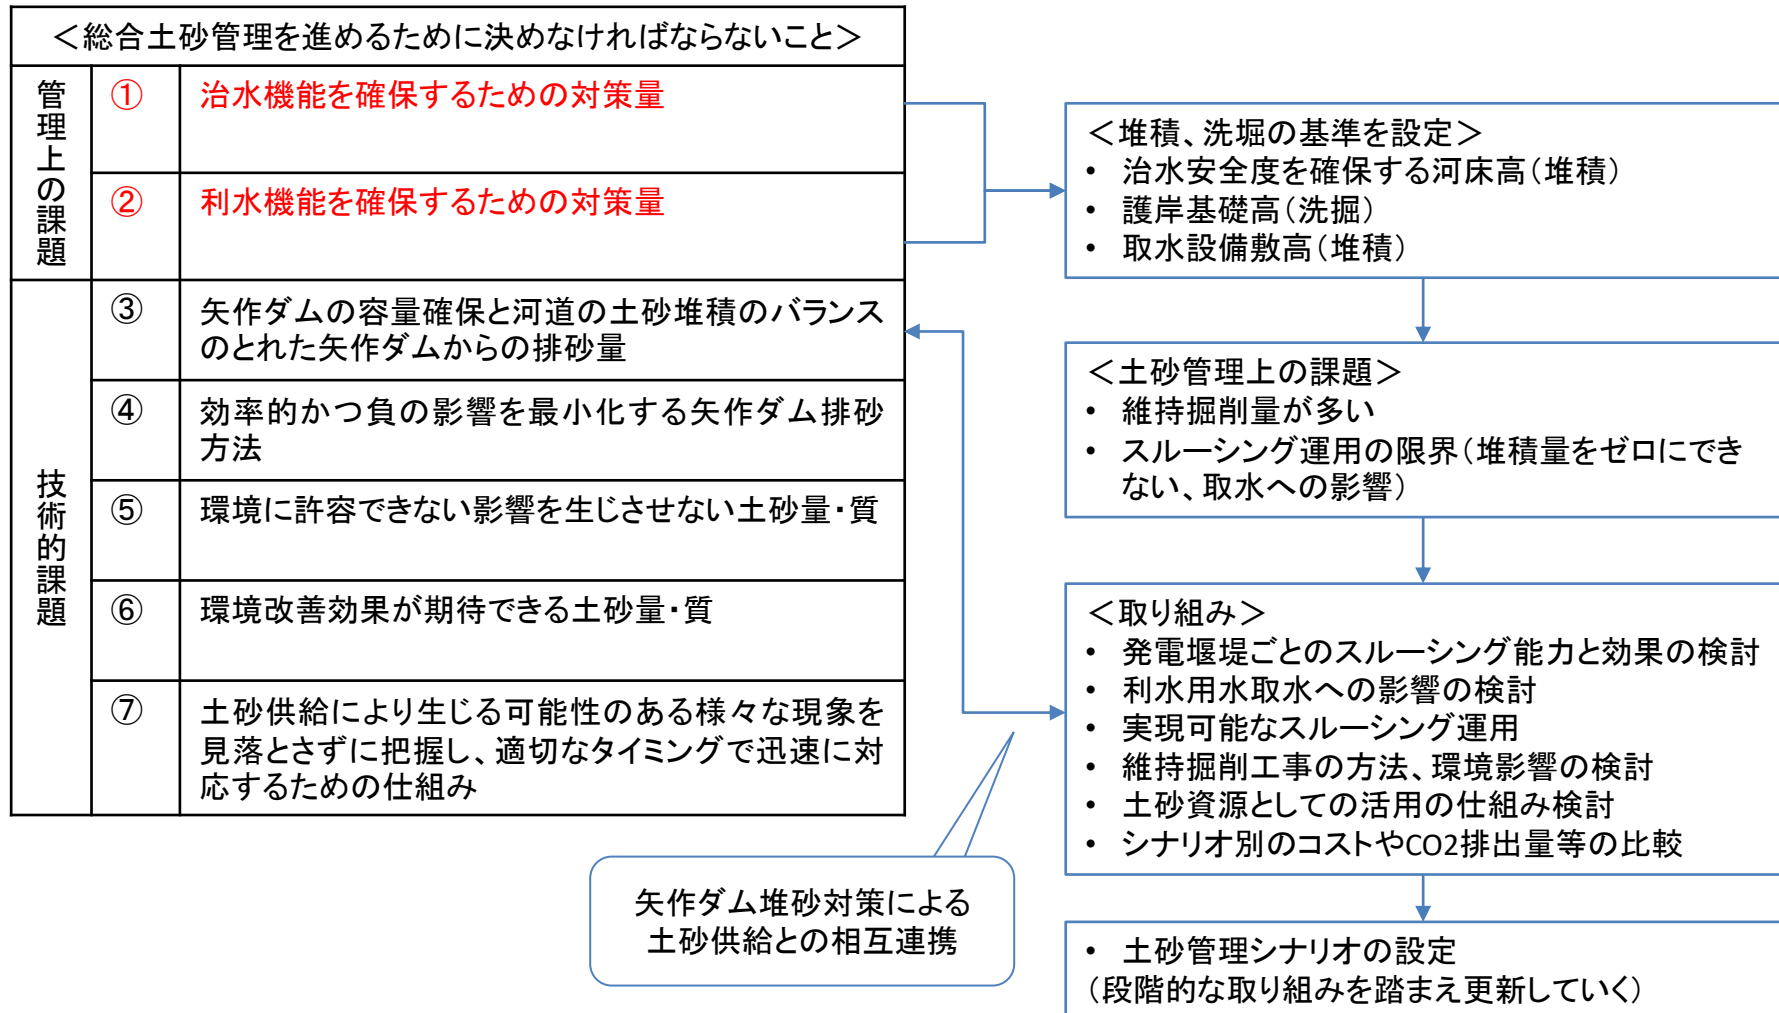 ＜総合土砂管理を進めるために決めなければならないこと＞
管理上の課題
① 治水機能を確保するための対策量
② 利水機能を確保するための対策量
技術的課題
③ 矢作ダムの容量確保と河道の土砂堆積のバランス
のとれた矢作ダムからの排砂量
④ 効率的かつ負の影響を最小化する矢作ダム排砂
方法
⑤ 環境に許容できない影響を生じさせない土砂量・質
⑥ 環境改善効果が期待できる土砂量・質
⑦ 土砂供給により生じる可能性のある様々な現象を
見落とさずに把握し、適切なタイミングで迅速に対
応するための仕組み
＜堆積、洗堀の基準を設定＞
• 治水安全度を確保する河床高（堆積）
• 護岸基礎高（洗掘）
• 取水設備敷高（堆積）
＜土砂管理上の課題＞
• 維持掘削量が多い
• スルーシング運用の限界（堆積量をゼロにでき
ない、取水への影響）
＜取り組み＞
• 発電堰堤ごとのスルーシング能力と効果の検討
• 利水用水取水への影響の検討
• 実現可能なスルーシング運用
• 維持掘削工事の方法、環境影響の検討
• 土砂資源としての活用の仕組み検討
• シナリオ別のコストやCO2排出量等の比較
矢作ダム堆砂対策による
土砂供給との相互連携
• 土砂管理シナリオの設定
（段階的な取り組みを踏まえ更新していく）